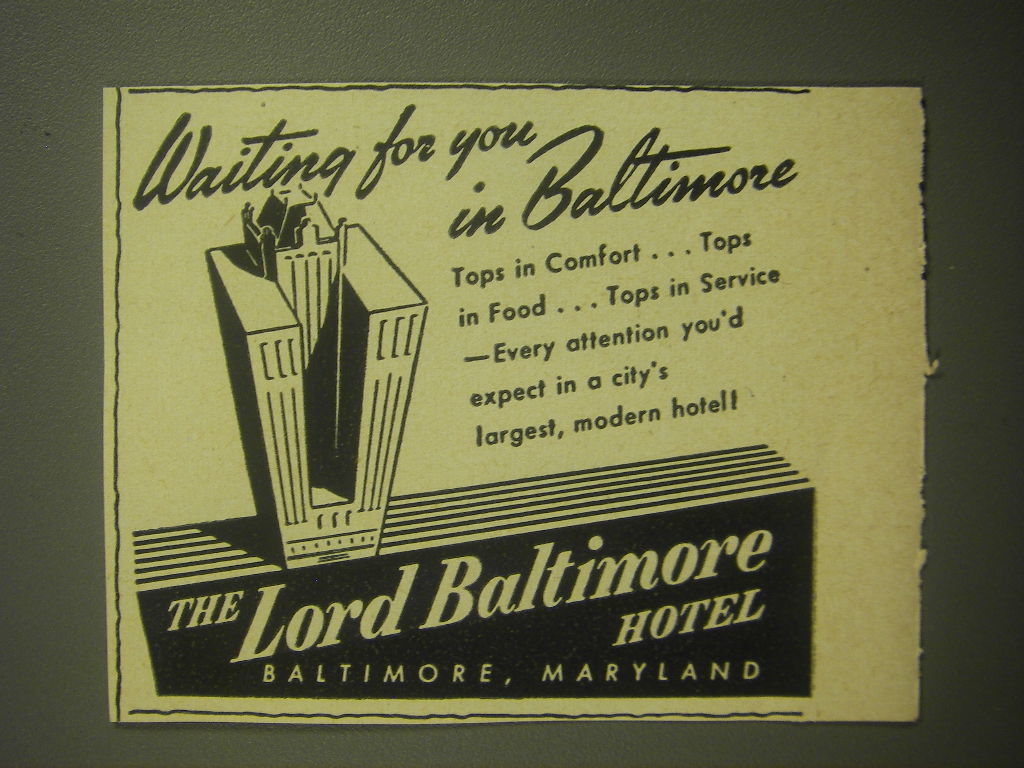 Waiting for you
in Baltimore
Tops in Comfort . . . Tops
in Food . . . Tops in Service
—Every attention you'd
expect in a city's
largest, modern hotel!
THE Lord Baltimore
HOTEL
BALTIMORE, MARYLAND